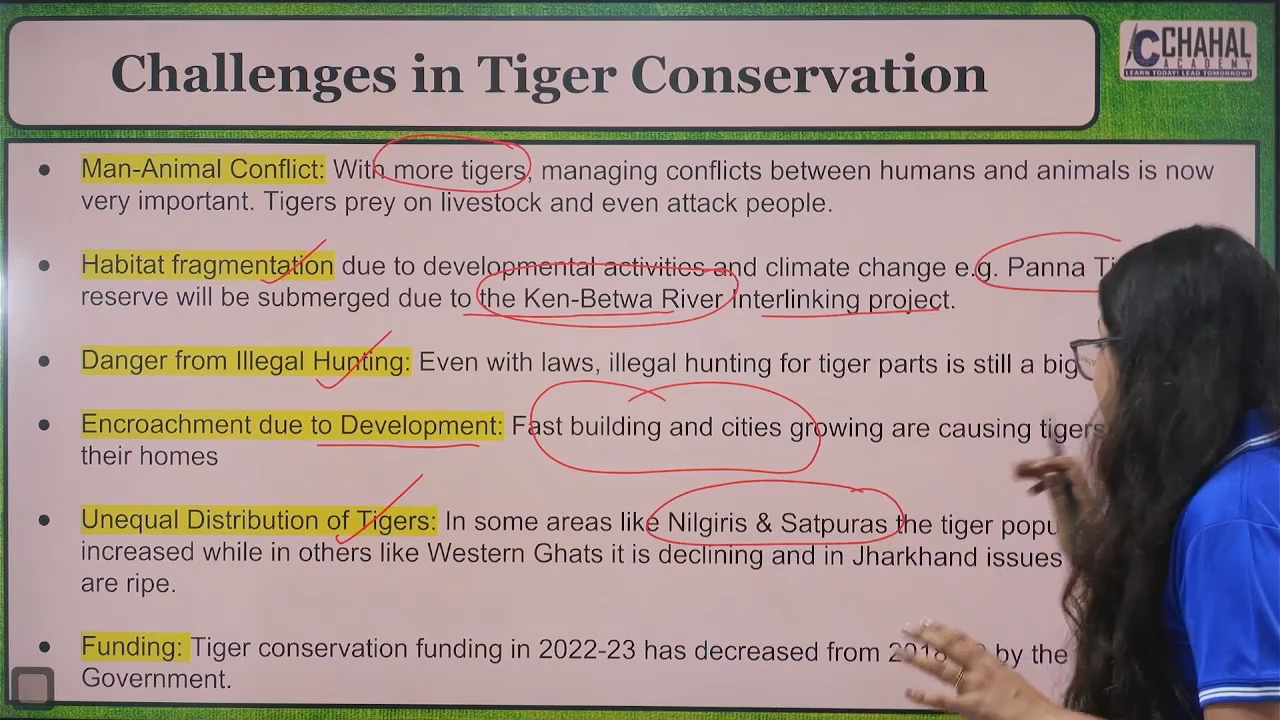 Challenges in Tiger Conservation
CCHAHAL
ACADEMY
LEARN TODAY! LEAD TOMORROW!
• Man-Animal Conflict: With more tigers, managing conflicts between humans and animals is now
very important. Tigers prey on livestock and even attack people.
• Habitat fragmentation due to developmental activities and climate change e.g. Panna
reserve will be submerged due to the Ken-Betwa River Interlinking project.
• Danger from Illegal Hunting: Even with laws, illegal hunting for tiger parts is still a big
• Encroachment due to Development: Fast building and cities growing are causing tigers
their homes
• Unequal Distribution of Tigers: In some areas like Nilgiris & Satpuras the tiger
increased while in others like Western Ghats it is declining and in Jharkhand issues
are ripe.
• Funding: Tiger conservation funding in 2022-23 has decreased from by the
Government.